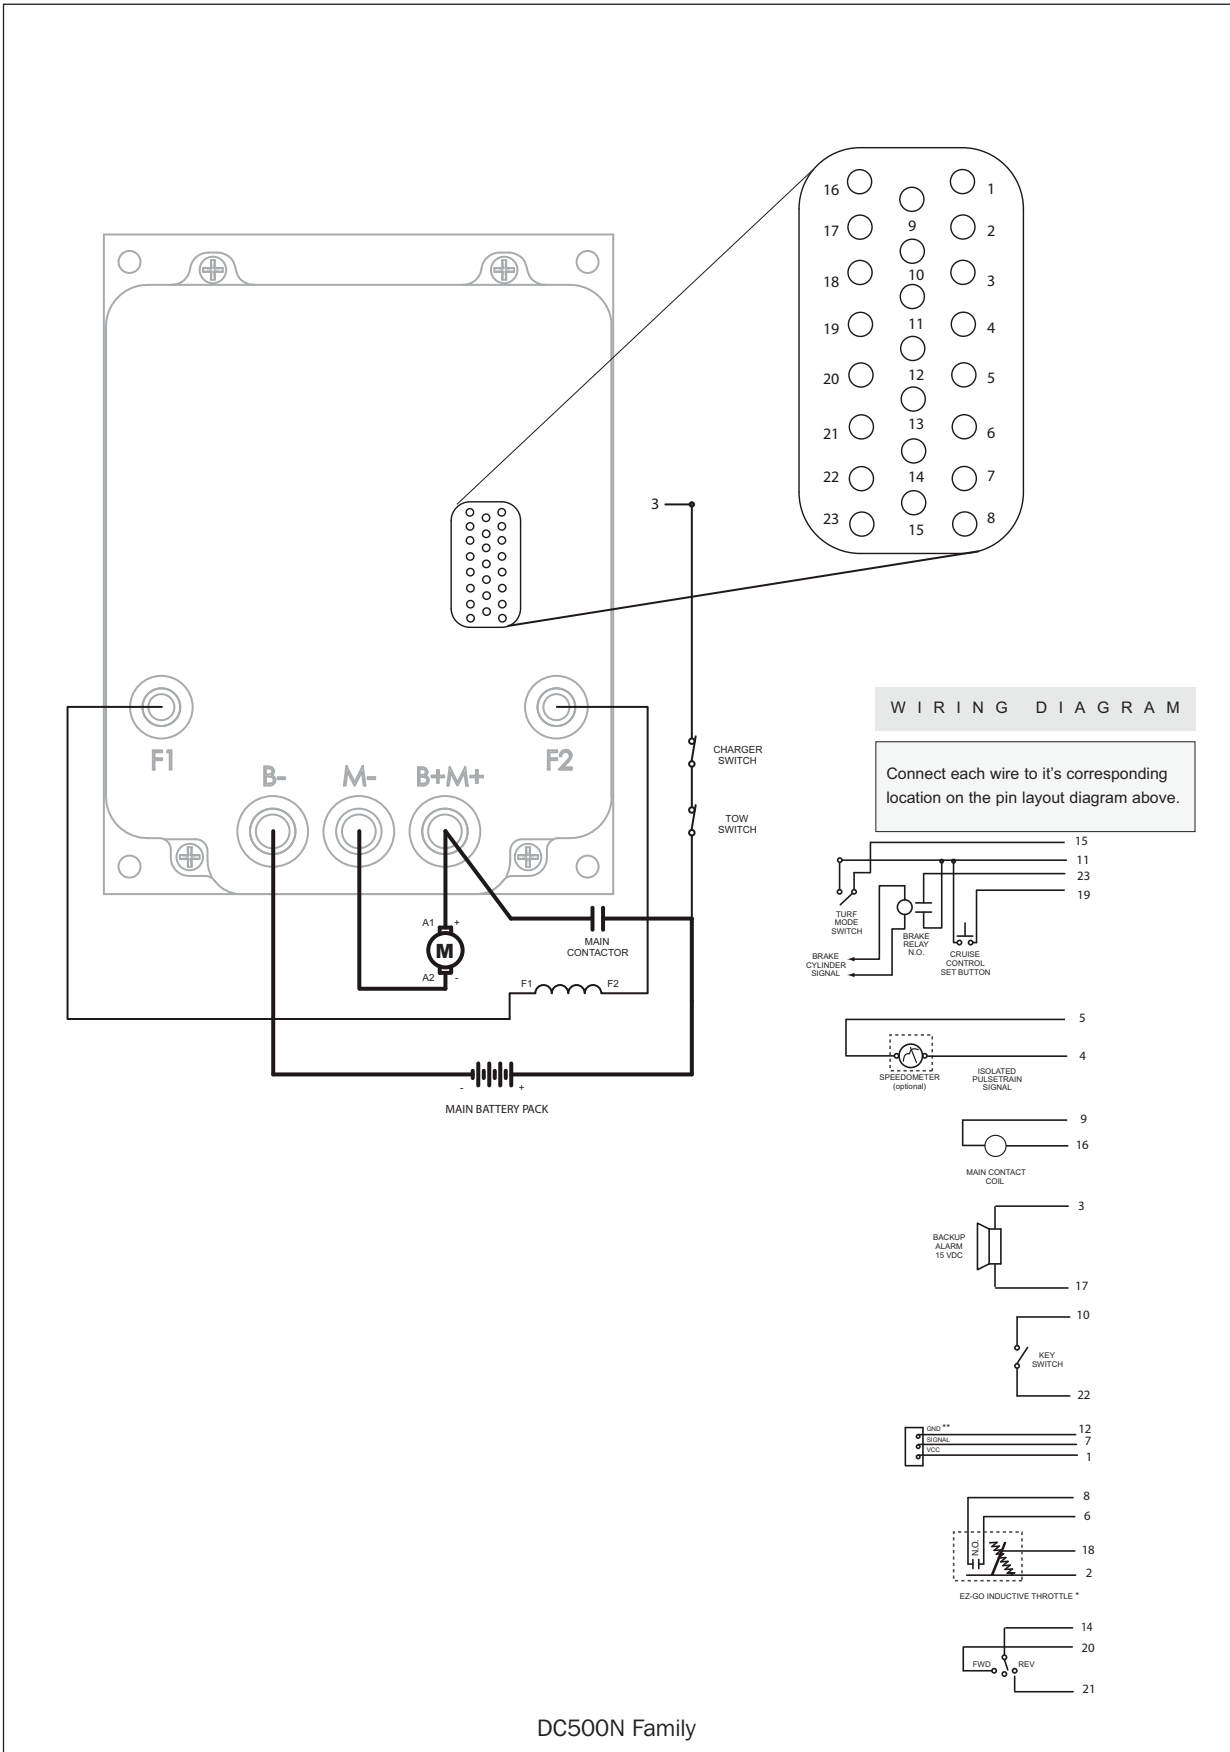 16
1
9
17
2
10
18
3
11
19
4
12
20
5
13
21
6
14
22
7
15
23
8
3
F1
F2
B-
M-
B+M+
CHARGER
SWITCH
TOW
SWITCH
A1
+
M
A2
-
MAIN
CONTACTOR
F1
F2
-
+
MAIN BATTERY PACK
WIRING DIAGRAM
Connect each wire to it's corresponding
location on the pin layout diagram above.
15
11
23
19
TURF
MODE
SWITCH
BRAKE
RELAY
N.O.
CRUISE
CONTROL
SET BUTTON
BRAKE
CYLINDER
SIGNAL
5
4
SPEEDOMETER
(optional)
ISOLATED
PULSETRAIN
SIGNAL
9
16
MAIN CONTACT
COIL
3
BACKUP
ALARM
15 VDC
17
10
KEY
SWITCH
22
GND **
12
SIGNAL
7
VCC
1
8
6
N.O.
18
2
EZ-GO INDUCTIVE THROTTLE *
14
20
FWD
REV
21
DC500N Family